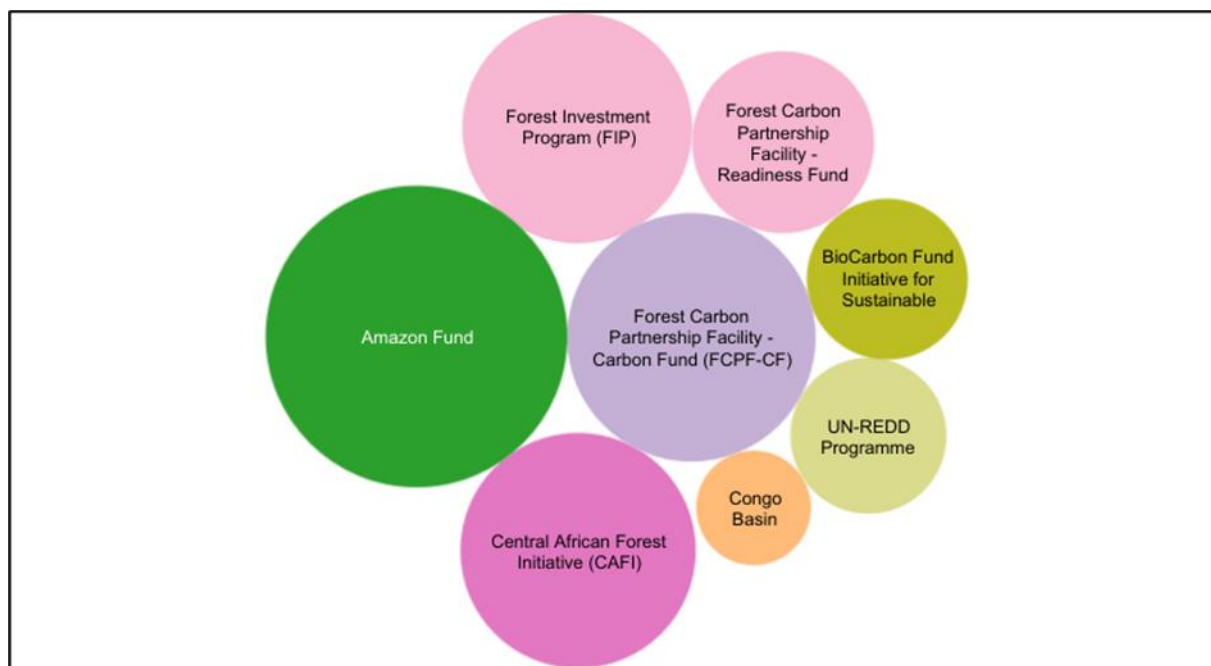 Forest Investment
Program (FIP)
Forest Carbon
Partnership
Facility -
Readiness Fund
BioCarbon Fund
Initiative for
Sustainable
Amazon Fund
Forest Carbon
Partnership Facility -
Carbon Fund (FCPF-CF)
UN-REDD
Programme
Congo
Basin
Central African Forest
Initiative (CAFI)